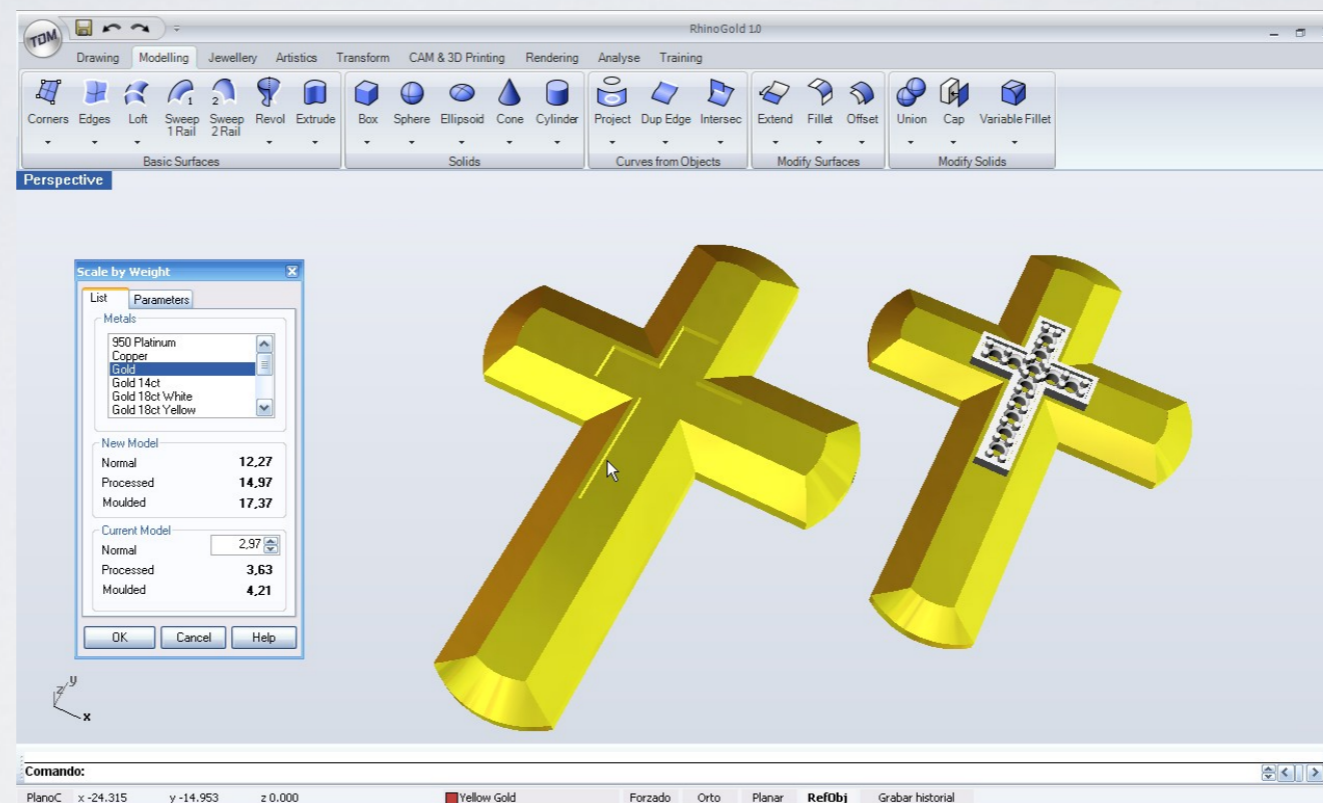 RhinoGold 1.0
TDM
Drawing Modelling Jewellery Artistics Transform CAM & 3D Printing Rendering Analyse Training
Corners Edges Loft Sweep 1 Rail Sweep 2 Rail Revol Extrude Box Sphere Ellipsoid Cone Cylinder Project Dup Edge Intersec Extend Fillet Offset Union Cap Variable Fillet
Basic Surfaces Solids Curves from Objects Modify Surfaces Modify Solids
Perspective
Scale by Weight
List Parameters
Metals
950 Platinum
Copper
Gold
Gold 14ct
Gold 18ct White
Gold 18ct Yellow
New Model
Normal 12,27
Processed 14,97
Moulded 17,37
Current Model
Normal 2,97
Processed 3,63
Moulded 4,21
OK Cancel Help
z y
x
Comando:
PlanoC x -24.315 y -14.953 z 0.000 Yellow Gold Forzado Orto Planar RefObj Grabar historial